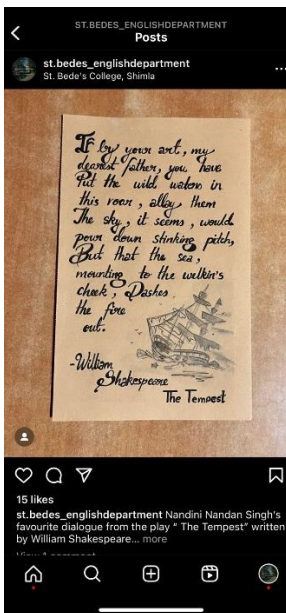 ST.BEDES_ENGLISHDEPARTMENT
Posts
st.bedes_englishdepartment
St. Bede's College, Shimla
If by your art, my
dearest father, you have
Put the wild waters in
this roar, allay them
The sky, it seems, would
pour down stinking pitch,
But that the sea,
mounting to the welkin's
cheek, Dashes
the fire
out.
-William
Shakespeare
The Tempest
15 likes
st.bedes_englishdepartment Nandini Nandan Singh's
favourite dialogue from the play “ The Tempest” written
by William Shakespeare... more
View 1 comment